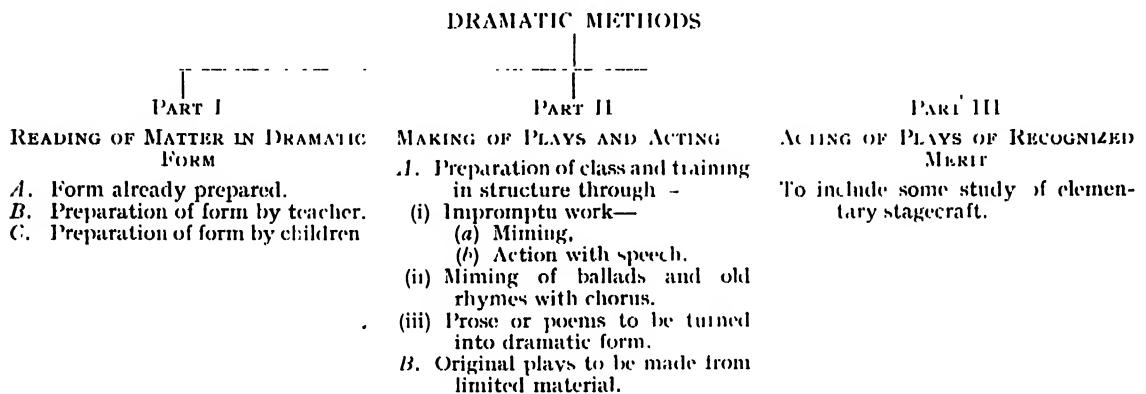 DRAMATIC METHODS
PART I
READING OF MATTER IN DRAMATIC
FORM
A. Form already prepared.
B. Preparation of form by teacher.
C. Preparation of form by children
PART II
MAKING OF PLAYS AND ACTING
A. Preparation of class and training
in structure through -
(i) Impromptu work—
(a) Miming,
(b) Action with speech.
(ii) Miming of ballads and old
rhymes with chorus.
(iii) Prose or poems to be turned
into dramatic form.
B. Original plays to be made from
limited material.
PART III
ACTING OF PLAYS OF RECOGNIZED
MERIT
To include some study of elemen-
tary stagecraft.